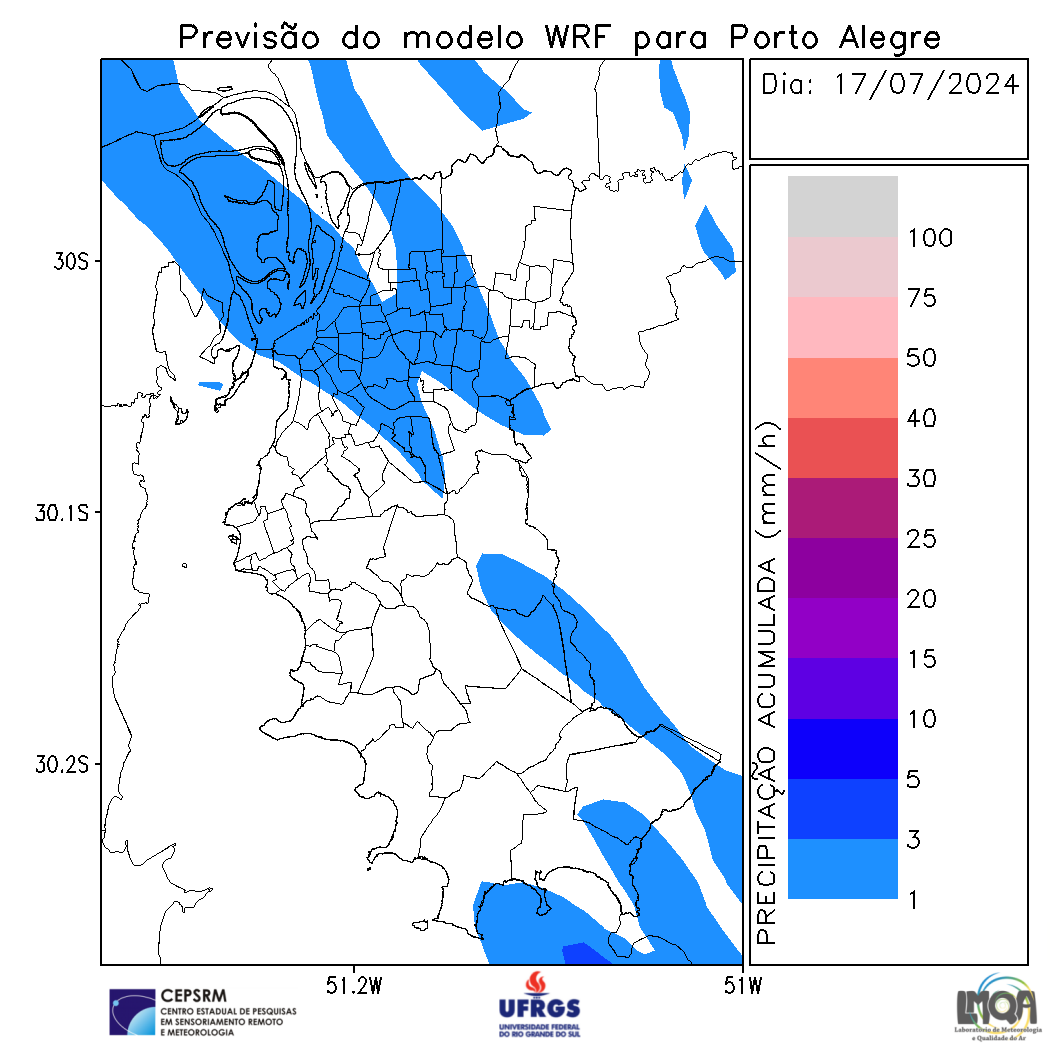 Previsão do modelo WRF para Porto Alegre
Dia: 17/07/2024
30S
30.1S
30.2S
51.2W
51W
PRECIPITAÇÃO ACUMULADA (mm/h)
100
75
50
40
30
25
20
15
10
5
3
1
CEPSRM
CENTRO ESTADUAL DE PESQUISAS
EM SENSORIAMENTO REMOTO
E METEOROLOGIA
UFRGS
UNIVERSIDADE FEDERAL
DO RIO GRANDE DO SUL
LMQA
Laboratório de Meteorologia
e Qualidade do Ar